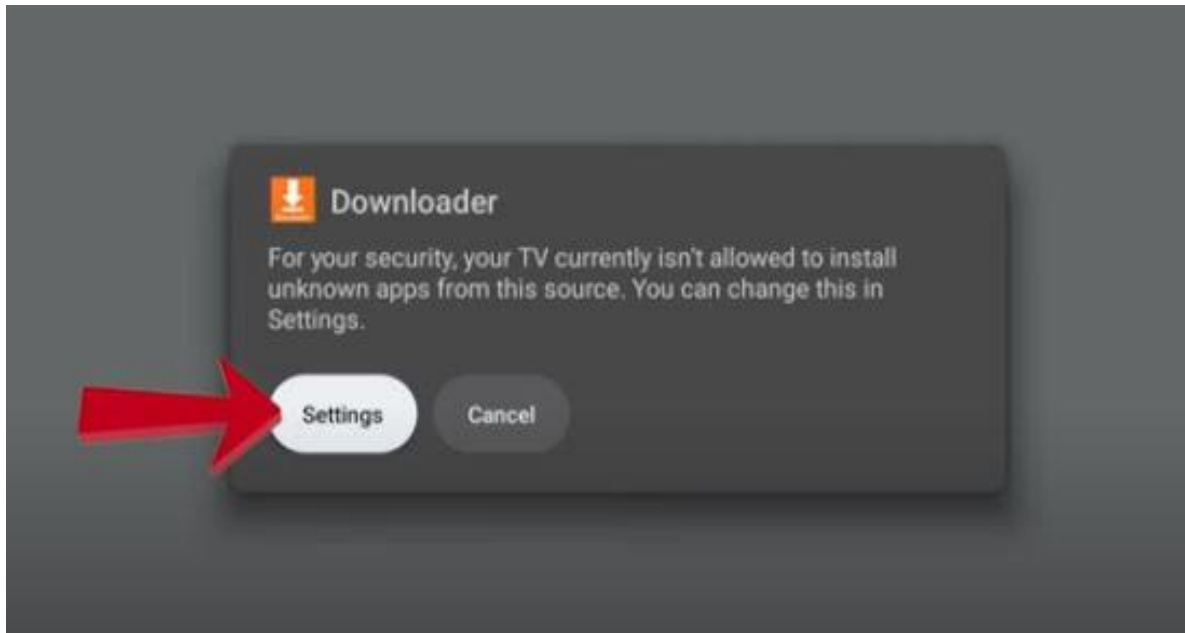 Downloader
For your security, your TV currently isn't allowed to install
unknown apps from this source. You can change this in
Settings.
Settings
Cancel